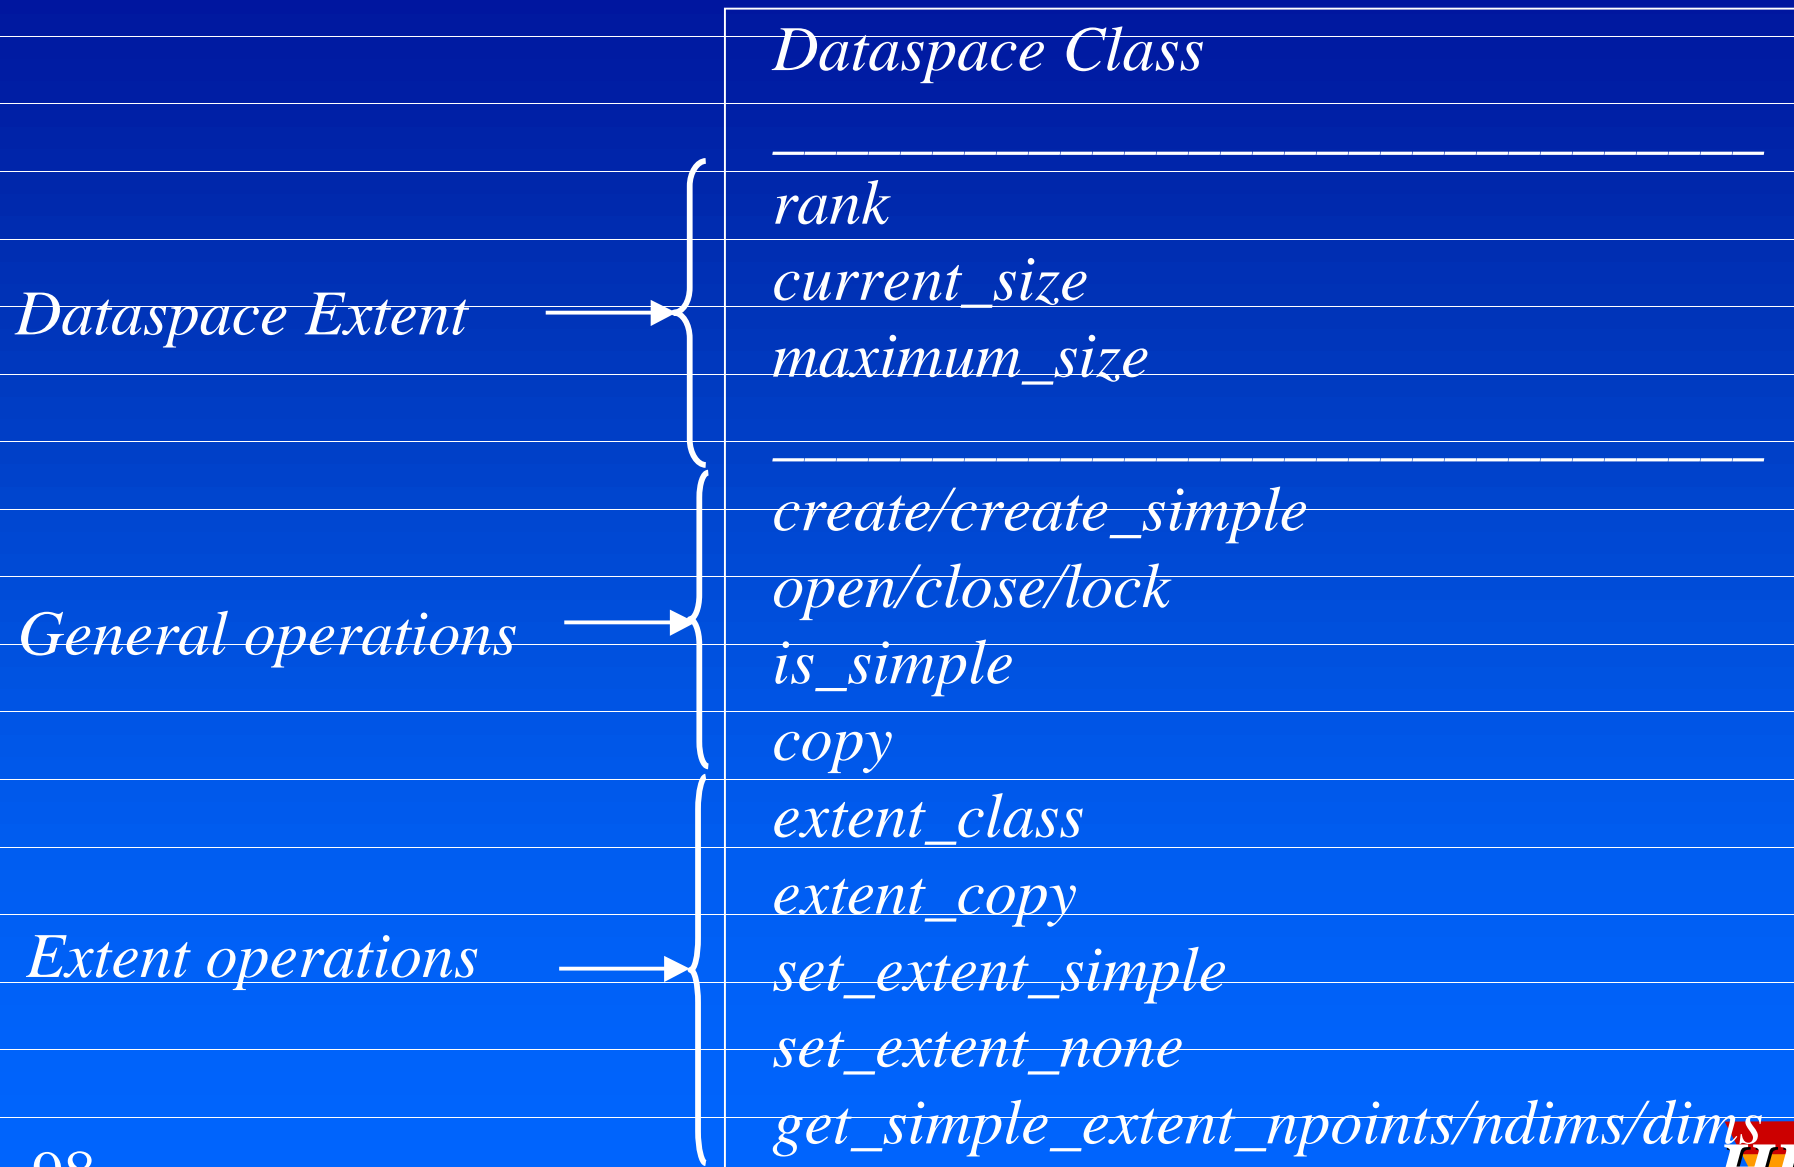 Dataspace Class
rank
current_size
maximum_size
Dataspace Extent
create/create_simple
open/close/lock
is_simple
copy
General operations
extent_class
extent_copy
set_extent_simple
set_extent_none
get_simple_extent_npoints/ndims/dims
Extent operations